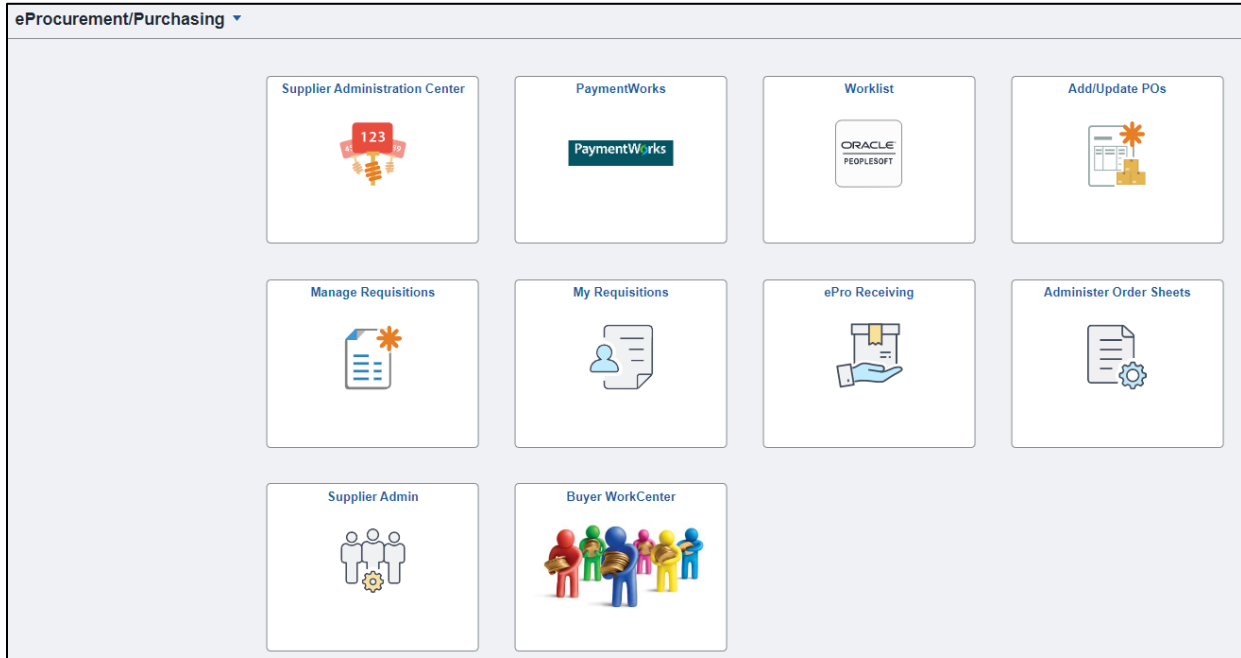 eProcurement/Purchasing
Supplier Administration Center
PaymentWorks
Worklist
Add/Update POs
123
PaymentWorks
ORACLE
PEOPLESOFT
Manage Requisitions
My Requisitions
ePro Receiving
Administer Order Sheets
Supplier Admin
Buyer WorkCenter